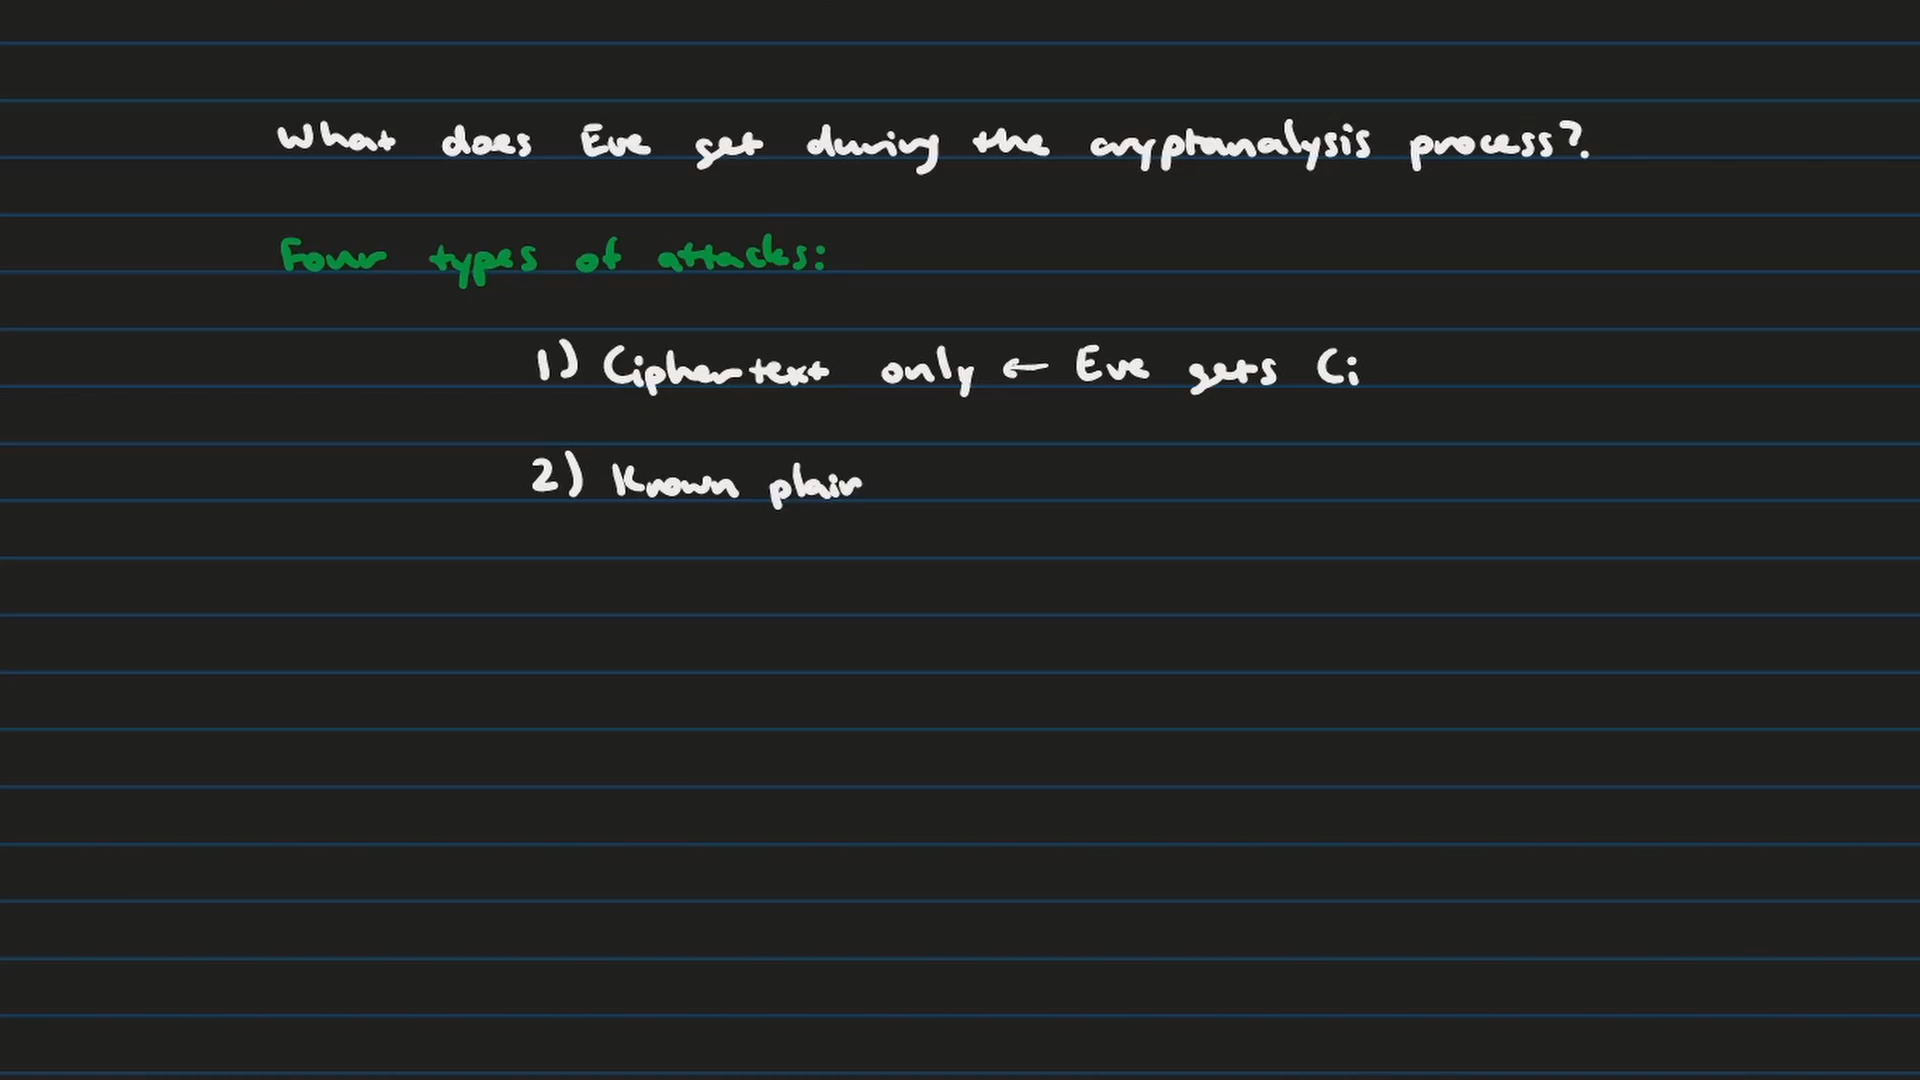 What does Eve get during the cryptanalysis process?
Four types of attacks:
1) Ciphertext only ← Eve gets Ci
2) Known plain